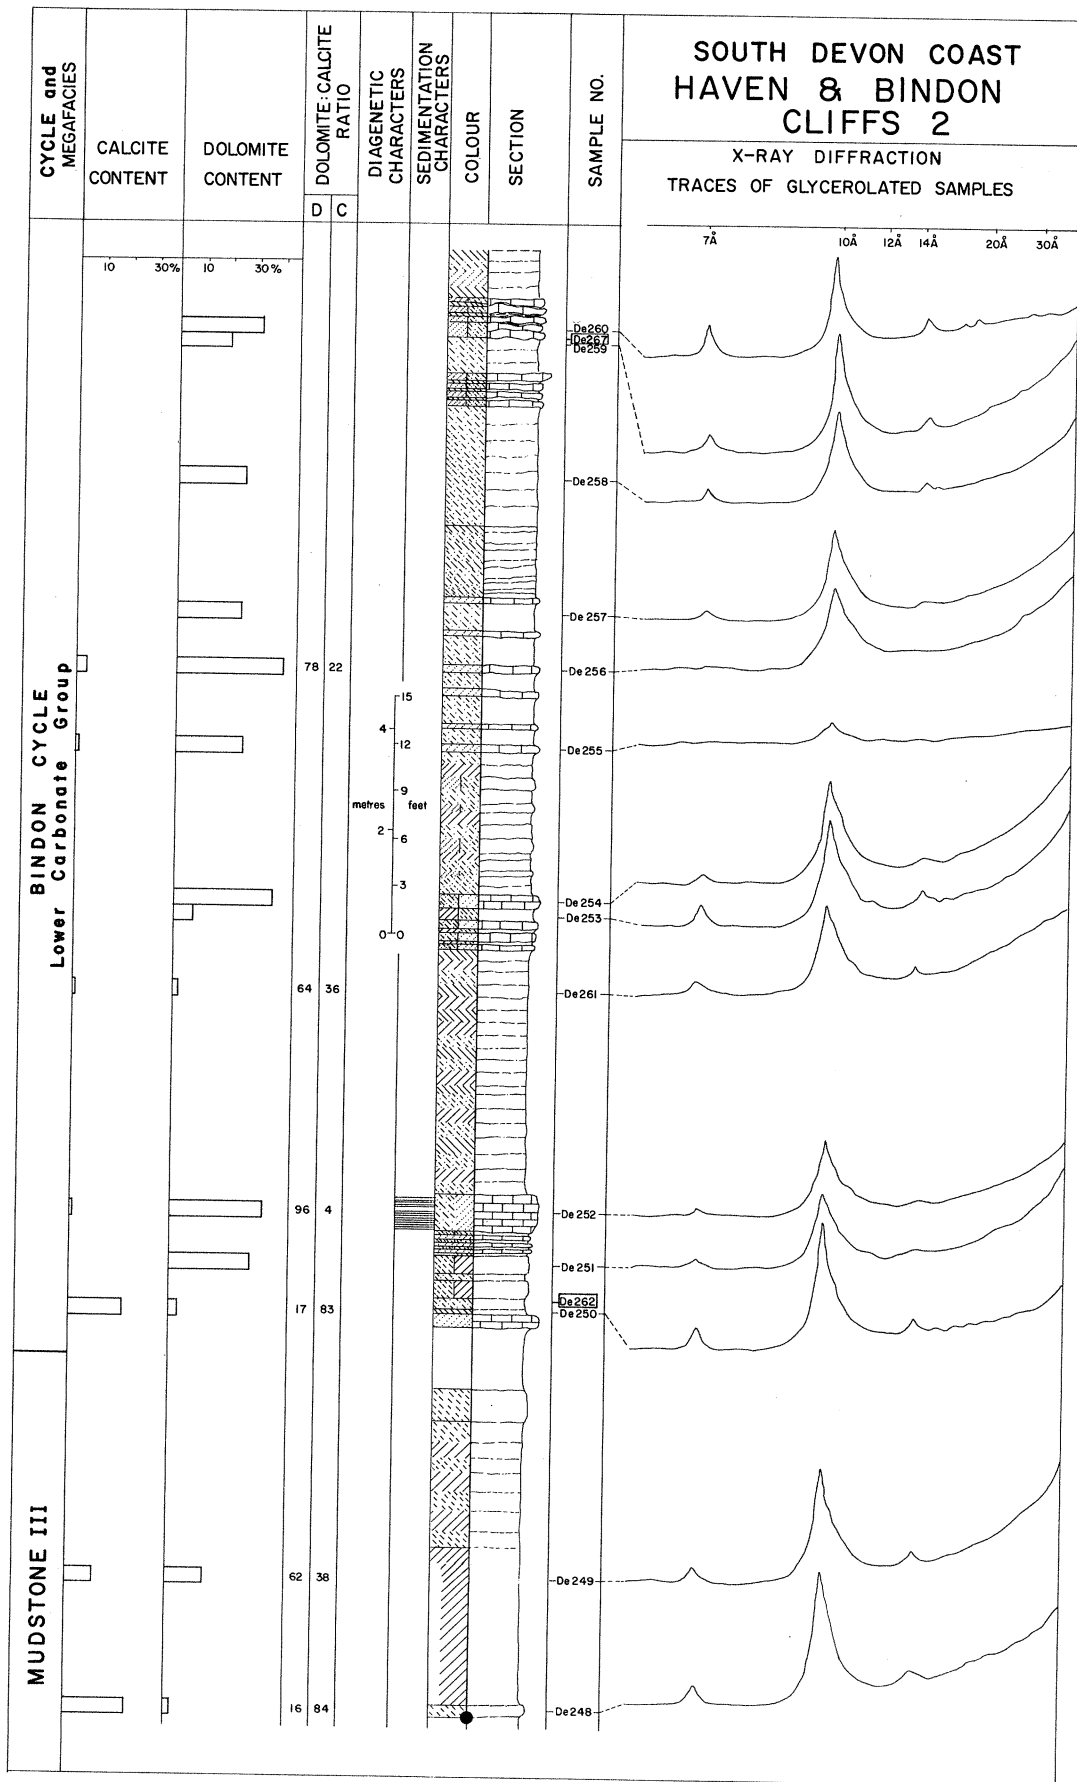 SOUTH DEVON COAST
HAVEN & BINDON
CLIFFS 2
X-RAY DIFFRACTION
TRACES OF GLYCEROLATED SAMPLES
CYCLE and
MEGAFACIES
CALCITE
CONTENT
DOLOMITE
CONTENT
DOLOMITE:CALCITE
RATIO
D C
DIAGENETIC
CHARACTERS
SEDIMENTATION
CHARACTERS
COLOUR
SECTION
SAMPLE NO.
7Å 10Å 12Å 14Å 20Å 30Å
10 30% 10 30%
De260
De267
De259
De258
De257
78 22 De256
15
4
12 De255
9
metres feet
2
6
3
De254
De253
0 0
64 36 De261
96 4 De252
De251
De262
17 83 De250
62 38 De249
16 84 De248
BINDON CYCLE
Lower Carbonate Group
MUDSTONE III